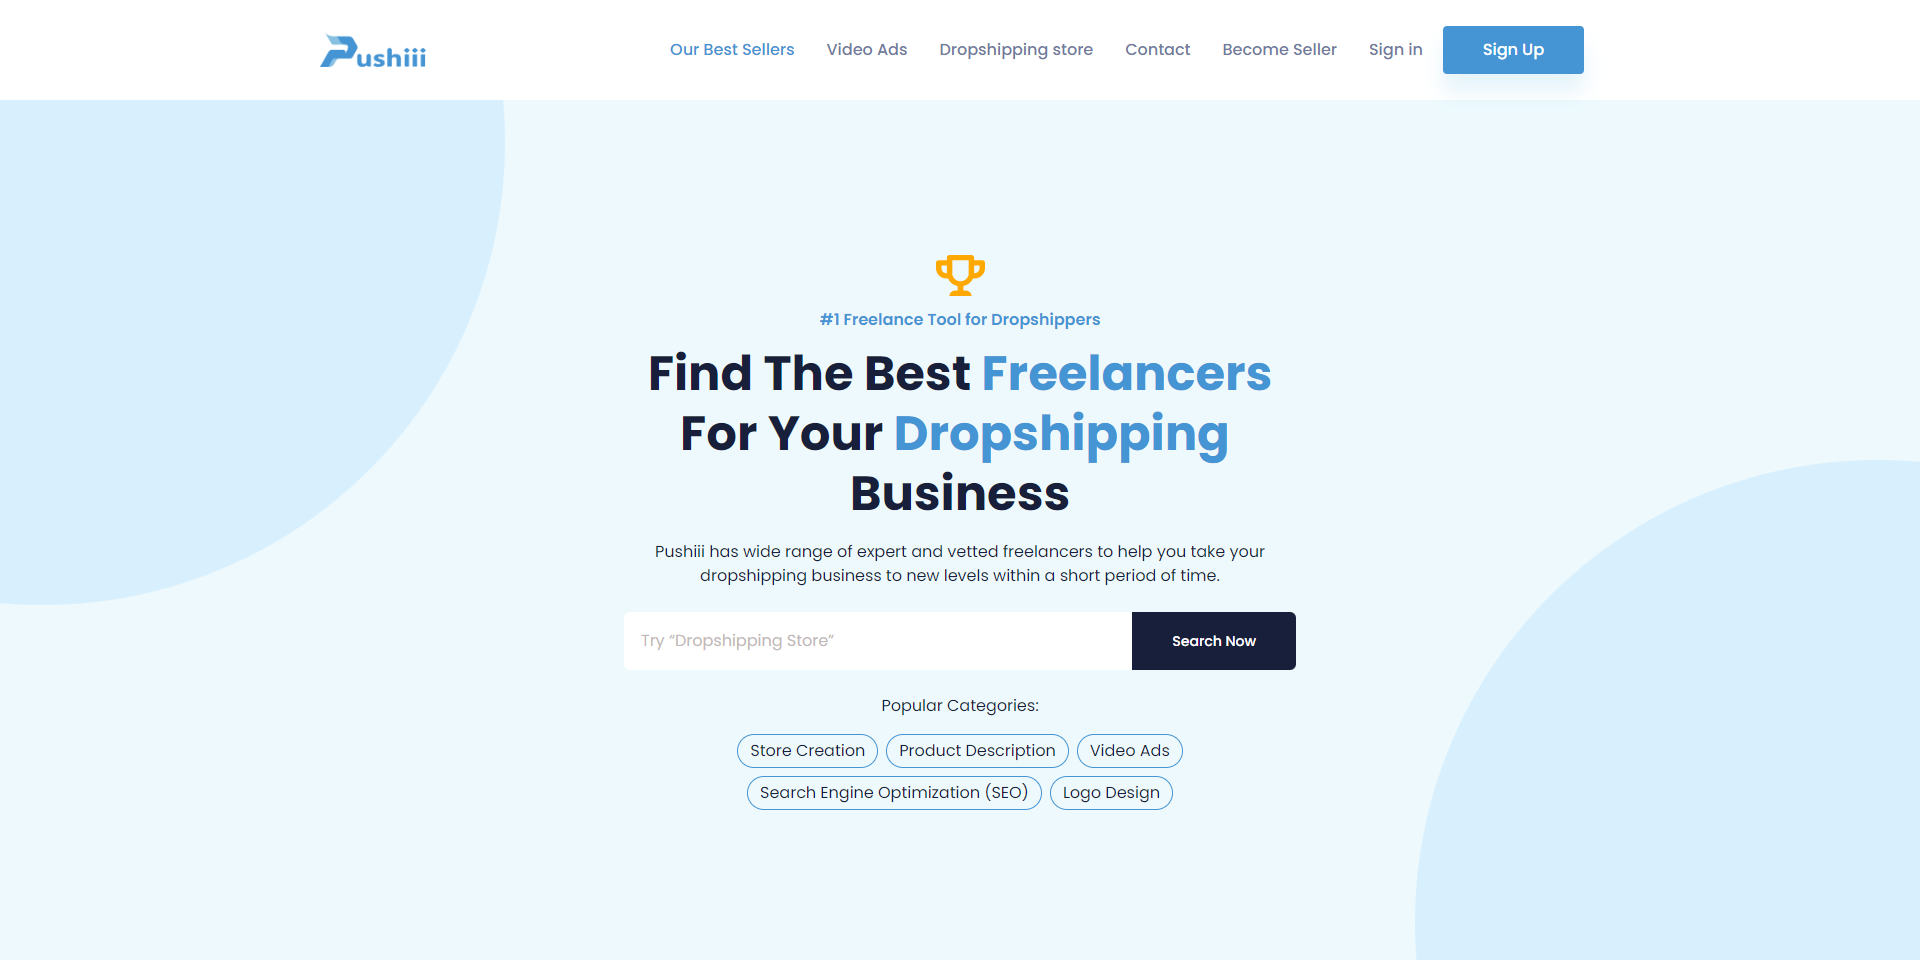 Pushiii
Our Best Sellers
Video Ads
Dropshipping store
Contact
Become Seller
Sign in
Sign Up
#1 Freelance Tool for Dropshippers
Find The Best Freelancers
For Your Dropshipping
Business
Pushiii has wide range of expert and vetted freelancers to help you take your
dropshipping business to new levels within a short period of time.
Try “Dropshipping Store”
Search Now
Popular Categories:
Store Creation
Product Description
Video Ads
Search Engine Optimization (SEO)
Logo Design